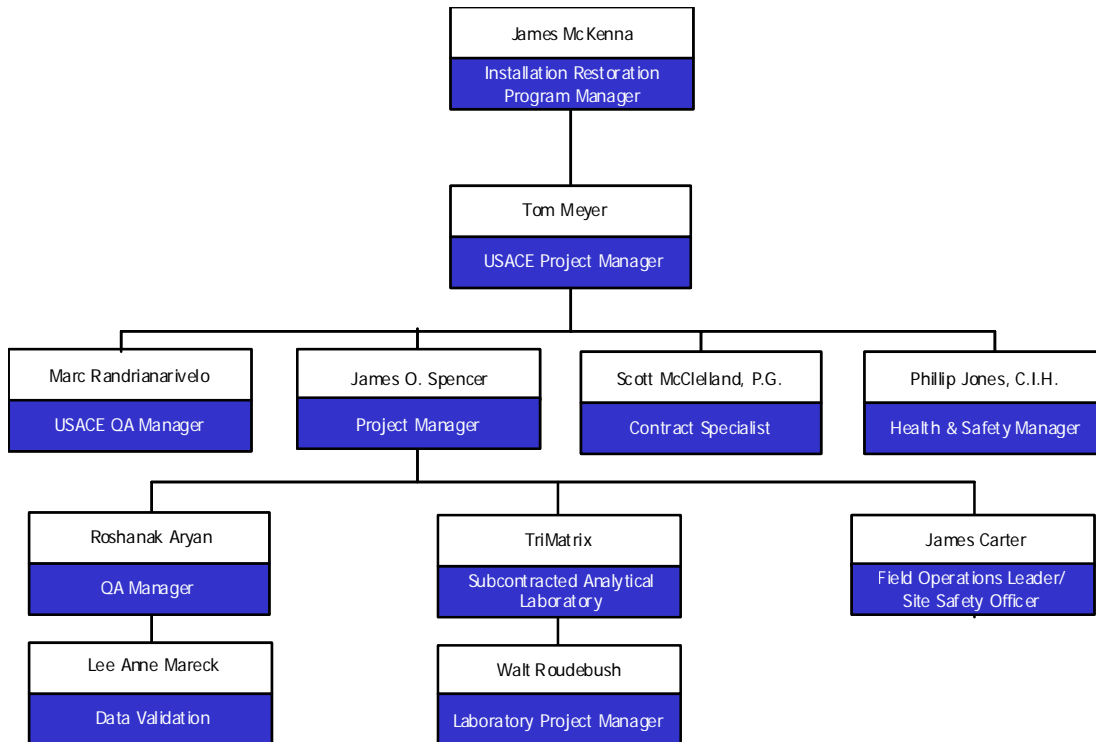 James McKenna
Installation Restoration
Program Manager
Tom Meyer
USACE Project Manager
Marc Randrianarivelo
USACE QA Manager
James O. Spencer
Project Manager
Scott McClelland, P.G.
Contract Specialist
Phillip Jones, C.I.H.
Health & Safety Manager
Roshanak Aryan
QA Manager
TriMatrix
Subcontracted Analytical
Laboratory
James Carter
Field Operations Leader/
Site Safety Officer
Lee Anne Mareck
Data Validation
Walt Roudebush
Laboratory Project Manager